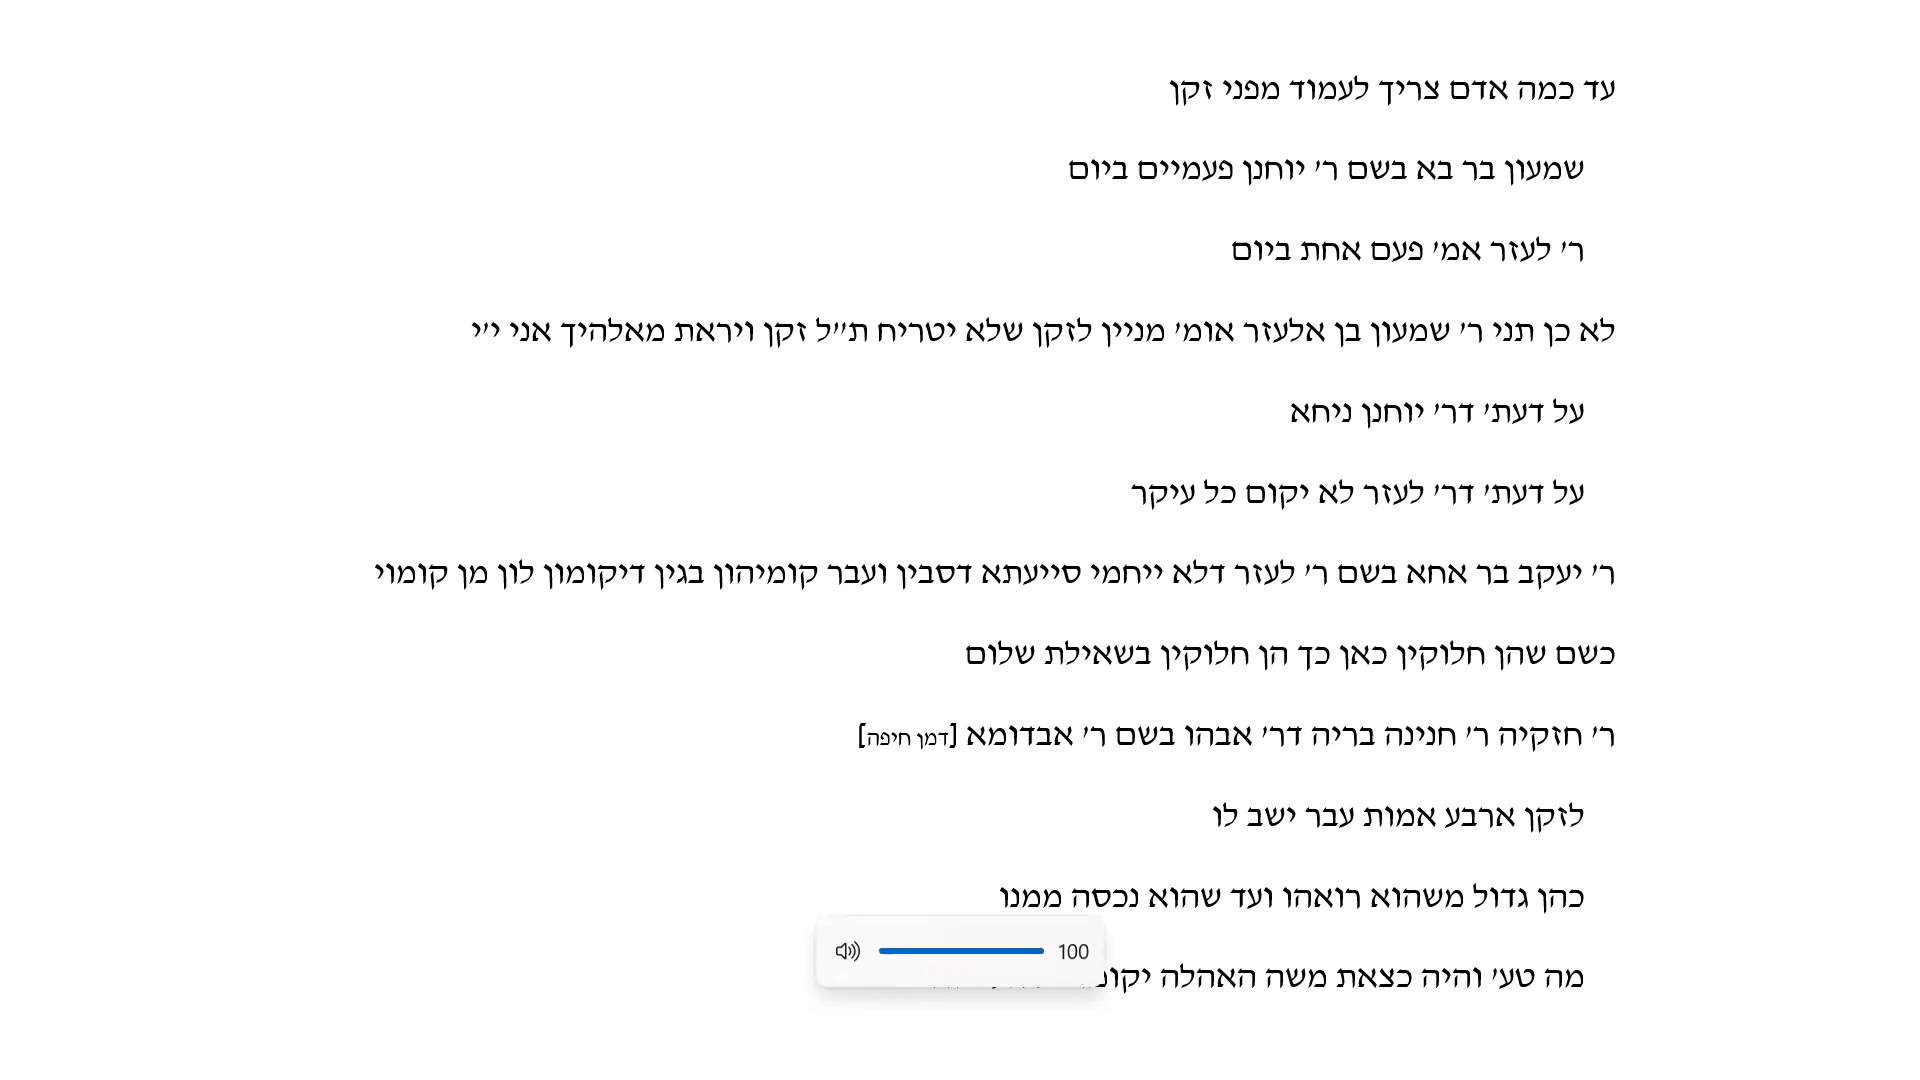 עד כמה אדם צריך לעמוד מפני זקן
שמעון בר בא בשם ר׳ יוחנן פעמיים ביום
ר׳ לעזר אמ׳ פעם אחת ביום
לא כן תני ר׳ שמעון בן אלעזר אומ׳ מניין לזקן שלא יטריח ת״ל זקן ויראת מאלהיך אני י״י
על דעת׳ דר׳ יוחנן ניחא
על דעת׳ דר׳ לעזר לא יקום כל עיקר
ר׳ יעקב בר אחא בשם ר׳ לעזר דלא ייחמי סייעתא דסבין ועבר קומיהון בגין דיקומון לון מן קומוי
כשם שהן חלוקין כאן כך הן חלוקין בשאילת שלום
ר׳ חזקיה ר׳ חנינה בריה דר׳ אבהו בשם ר׳ אבדומא [דמן חיפה]
לזקן ארבע אמות עבר ישב לו
כהן גדול משהוא רואהו ועד שהוא נכסה ממנו
100
מה טע׳ והיה כצאת משה האהלה